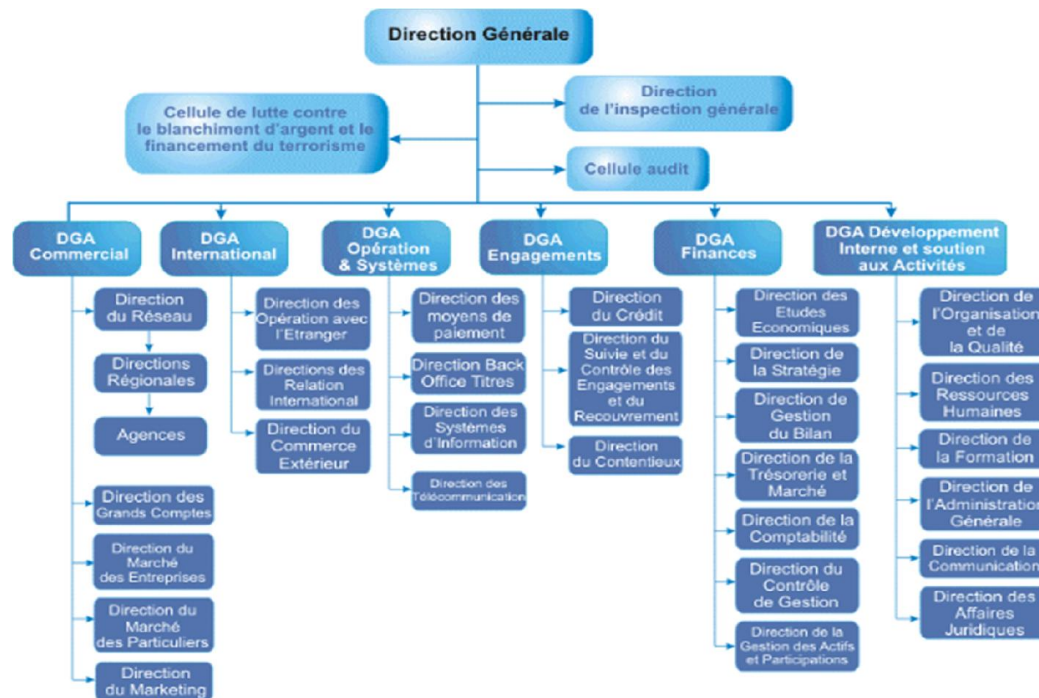 Direction Générale
Cellule de lutte contre
le blanchiment d'argent et le
financement du terrorisme
Direction
de l'inspection générale
Cellule audit
DGA
Commercial
Direction
du Réseau
Directions
Régionales
Agences
Direction des
Grands Comptes
Direction du
Marché
des Entreprises
Direction du
Marché
des Particuliers
Direction
du Marketing
DGA
International
Direction des
Opération avec
l'Etranger
Directions des
Relation
International
Direction du
Commerce
Extérieur
DGA
Opération
& Systèmes
Direction des
moyens de
paiement
Direction Back
Office Titres
Direction des
Systèmes
d'Information
Direction des
Télécommunication
DGA
Engagements
Direction
du Crédit
Direction du
Suivie et du
Contrôle des
Engagements
et du
Recouvrement
Direction
du Contentieux
DGA
Finances
Direction des
Etudes
Economiques
Direction de
la Stratégie
Direction de
Gestion
du Bilan
Direction de la
Trésorerie et
Marché
Direction de la
Comptabilité
Direction du
Contrôle
de Gestion
Direction de la
Gestion des Actifs
et Participations
DGA Développement
Interne et soutien
aux Activités
Direction de
l'Organisation
et de
la Qualité
Direction des
Ressources
Humaines
Direction de
la Formation
Direction de
l'Administration
Générale
Direction de la
Communication
Direction des
Affaires
Juridiques